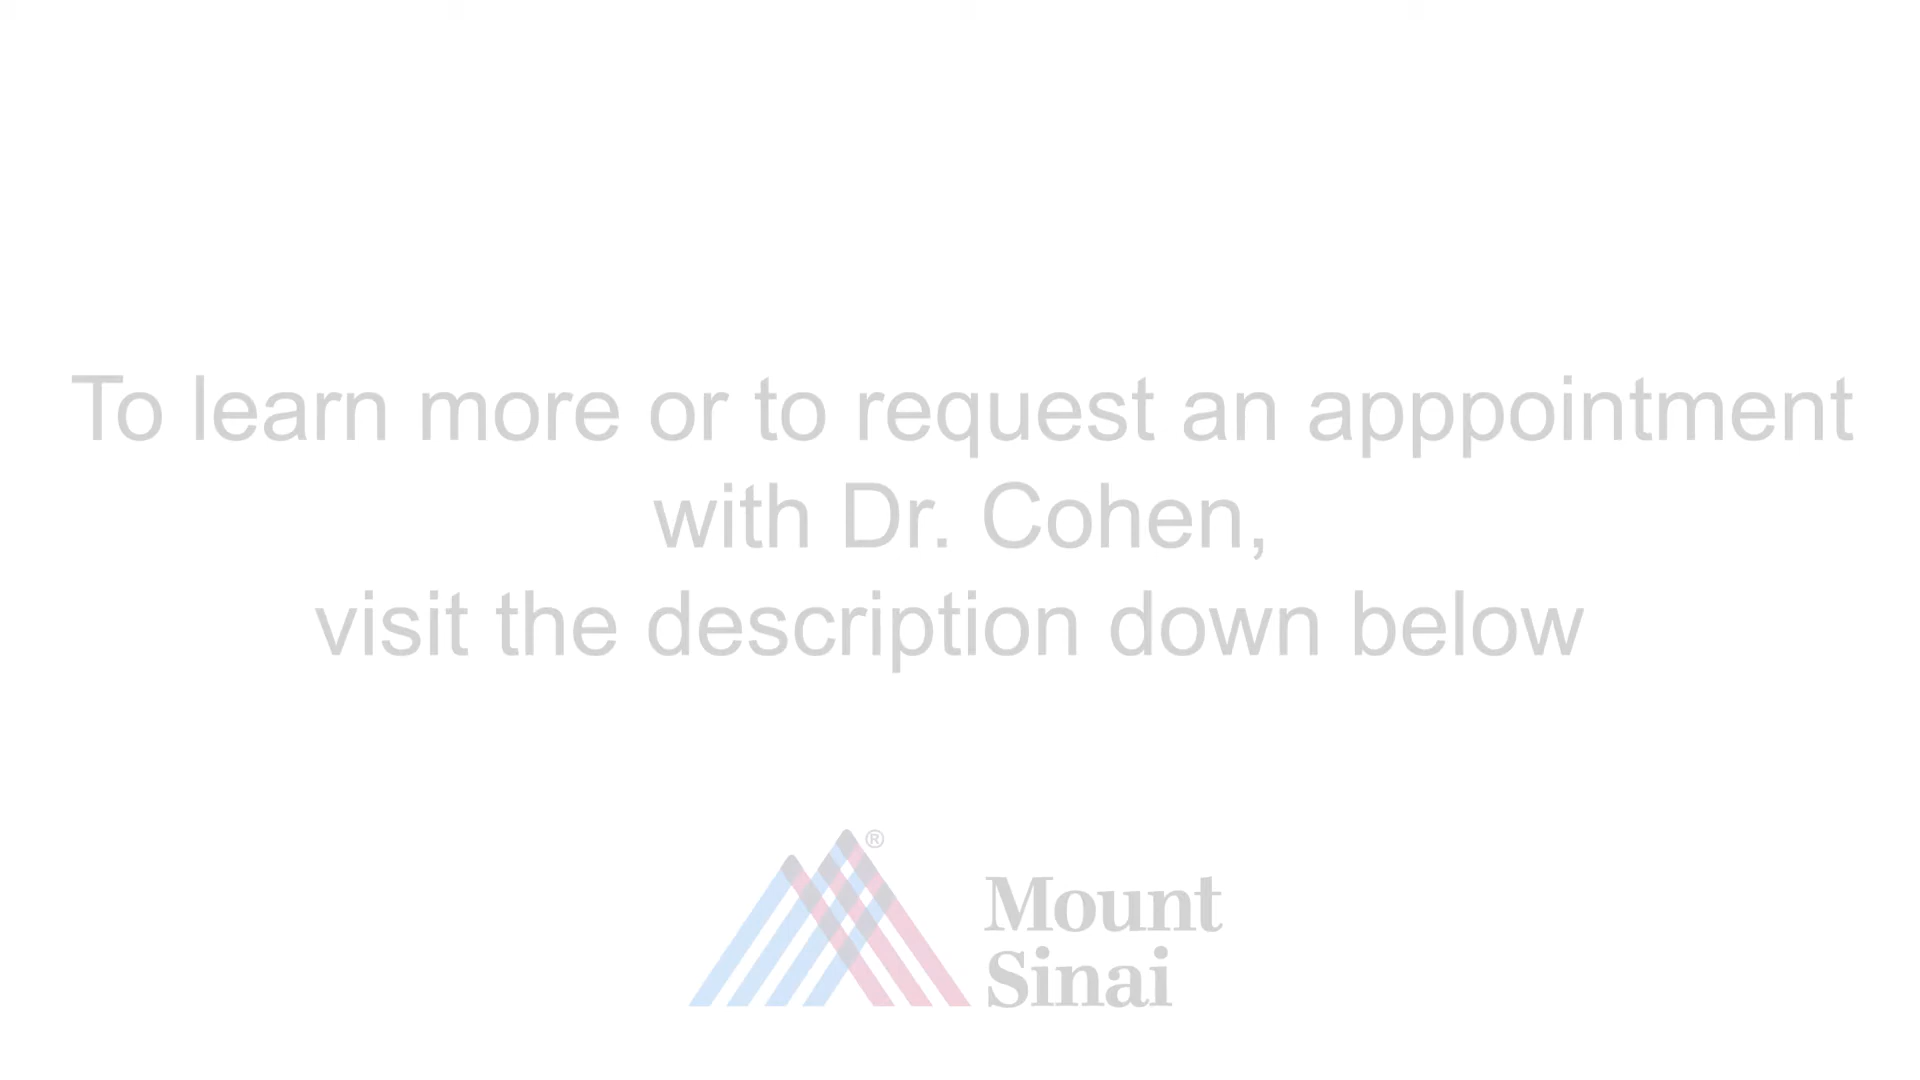 To learn more or to request an apppointment
with Dr. Cohen,
visit the description down below
®
Mount
Sinai